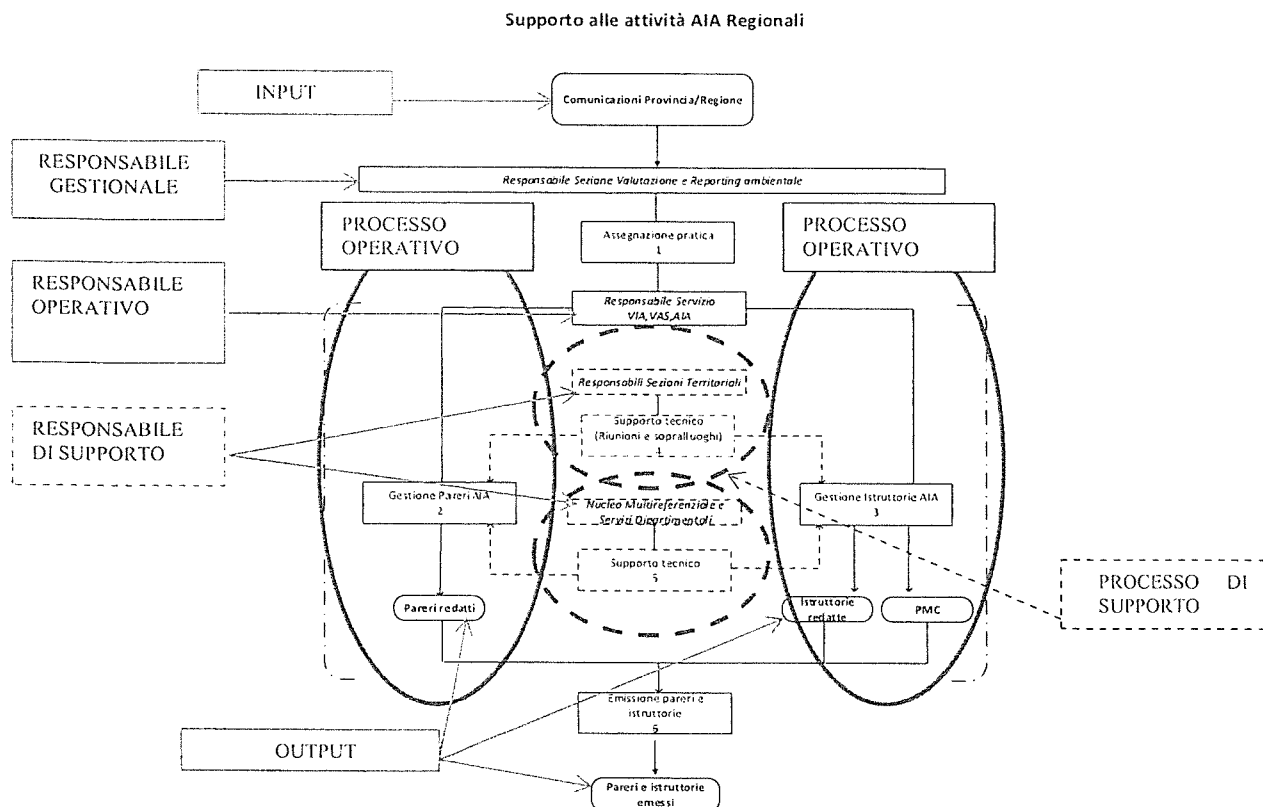 Supporto alle attività AIA Regionali
INPUT
Comunicazioni Provincia/Regione
RESPONSABILE
GESTIONALE
Responsabile Sezione Valutazione e Reporting ambientale
PROCESSO
OPERATIVO
Assegnazione pratica
1
PROCESSO
OPERATIVO
RESPONSABILE
OPERATIVO
Responsabile Servizio
VIA,VAS,AIA
Responsabili Sezioni Territoriali
RESPONSABILE
DI SUPPORTO
Supporto tecnico
(Riunioni e sopralluoghi)
Gestione Pareri AIA
2
Nucleo Multireferenziale e
Servizi Dipartimentali
Gestione Istruttorie AIA
3
Supporto tecnico
5
PROCESSO DI
SUPPORTO
Pareri redatti
Istruttorie
redatte
PMC
Emissione pareri e
istruttorie
6
OUTPUT
Pareri e istruttorie
emessi